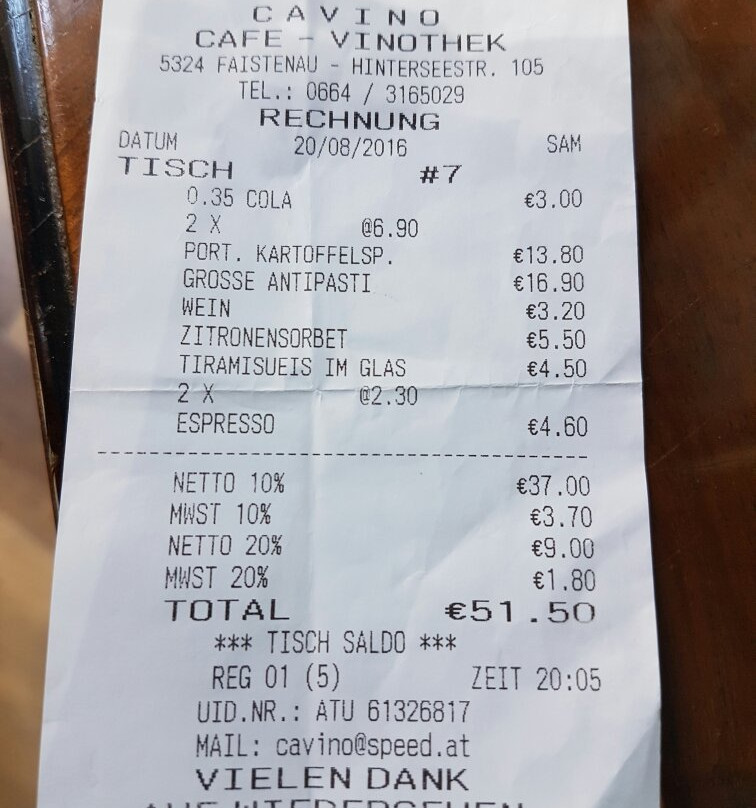 CAVINO
CAFE - VINOTHEK
5324 FAISTENAU - HINTERSEESTR. 105
TEL.: 0664 / 3165029
RECHNUNG
DATUM 20/08/2016 SAM
TISCH #7
0.35 COLA €3.00
2 X @6.90
PORT. KARTOFFELSP. €13.80
GROSSE ANTIPASTI €16.90
WEIN €3.20
ZITRONENSORBET €5.50
TIRAMISUEIS IM GLAS €4.50
2 X @2.30
ESPRESSO €4.60
NETTO 10% €37.00
MWST 10% €3.70
NETTO 20% €9.00
MWST 20% €1.80
TOTAL €51.50
*** TISCH SALDO ***
REG 01 (5) ZEIT 20:05
UID.NR.: ATU 61326817
MAIL: cavino@speed.at
VIELEN DANK
AUF WIEDERSEHEN